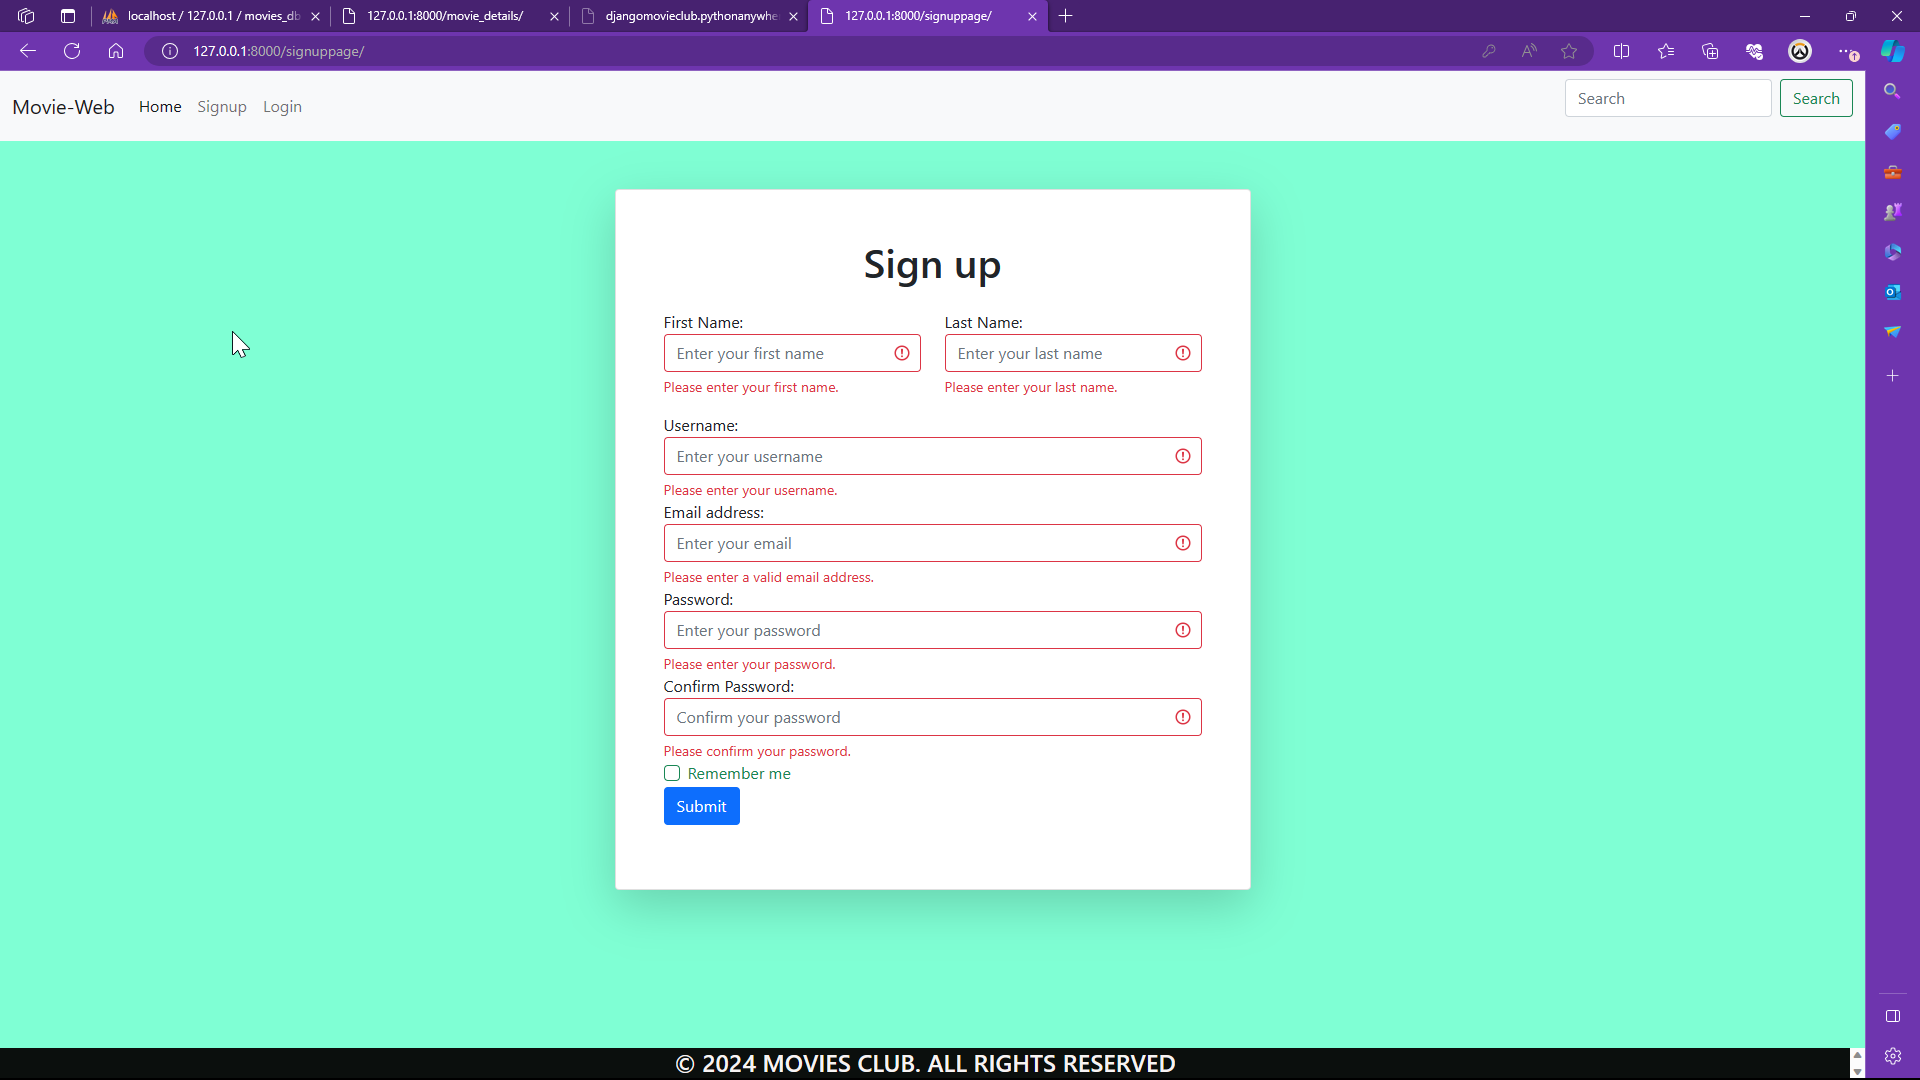 localhost / 127.0.0.1 / movies_db
127.0.0.1:8000/movie_details/
djangomovieclub.pythonanywhe
127.0.0.1:8000/signuppage/
127.0.0.1:8000/signuppage/
Movie-Web Home Signup Login Search Search
Sign up
First Name: Last Name:
Enter your first name Enter your last name
Please enter your first name. Please enter your last name.
Username:
Enter your username
Please enter your username.
Email address:
Enter your email
Please enter a valid email address.
Password:
Enter your password
Please enter your password.
Confirm Password:
Confirm your password
Please confirm your password.
Remember me
Submit
© 2024 MOVIES CLUB. ALL RIGHTS RESERVED